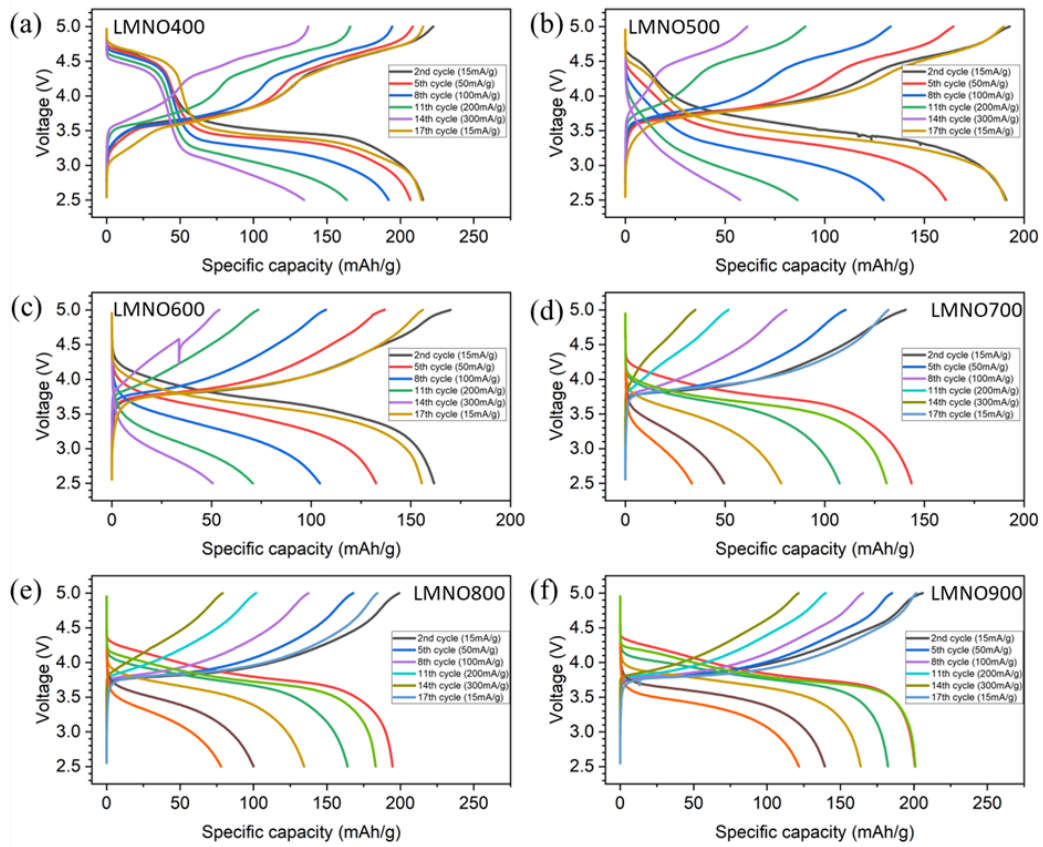 (a)
LMNO400
5.0
4.5
4.0
3.5
3.0
2.5
Voltage (V)
2nd cycle (15mA/g)
5th cycle (50mA/g)
8th cycle (100mA/g)
11th cycle (200mA/g)
14th cycle (300mA/g)
17th cycle (15mA/g)
0 50 100 150 200 250
Specific capacity (mAh/g)
(b)
LMNO500
5.0
4.5
4.0
3.5
3.0
2.5
Voltage (V)
2nd cycle (15mA/g)
5th cycle (50mA/g)
8th cycle (100mA/g)
11th cycle (200mA/g)
14th cycle (300mA/g)
17th cycle (15mA/g)
0 50 100 150 200
Specific capacity (mAh/g)
(c)
LMNO600
5.0
4.5
4.0
3.5
3.0
2.5
Voltage (V)
2nd cycle (15mA/g)
5th cycle (50mA/g)
8th cycle (100mA/g)
11th cycle (200mA/g)
14th cycle (300mA/g)
17th cycle (15mA/g)
0 50 100 150 200
Specific capacity (mAh/g)
(d)
LMNO700
5.0
4.5
4.0
3.5
3.0
2.5
Voltage (V)
2nd cycle (15mA/g)
5th cycle (50mA/g)
8th cycle (100mA/g)
11th cycle (200mA/g)
14th cycle (300mA/g)
17th cycle (15mA/g)
0 50 100 150 200
Specific capacity (mAh/g)
(e)
LMNO800
5.0
4.5
4.0
3.5
3.0
2.5
Voltage (V)
2nd cycle (15mA/g)
5th cycle (50mA/g)
8th cycle (100mA/g)
11th cycle (200mA/g)
14th cycle (300mA/g)
17th cycle (15mA/g)
0 50 100 150 200 250
Specific capacity (mAh/g)
(f)
LMNO900
5.0
4.5
4.0
3.5
3.0
2.5
Voltage (V)
2nd cycle (15mA/g)
5th cycle (50mA/g)
8th cycle (100mA/g)
11th cycle (200mA/g)
14th cycle (300mA/g)
17th cycle (15mA/g)
0 50 100 150 200 250
Specific capacity (mAh/g)